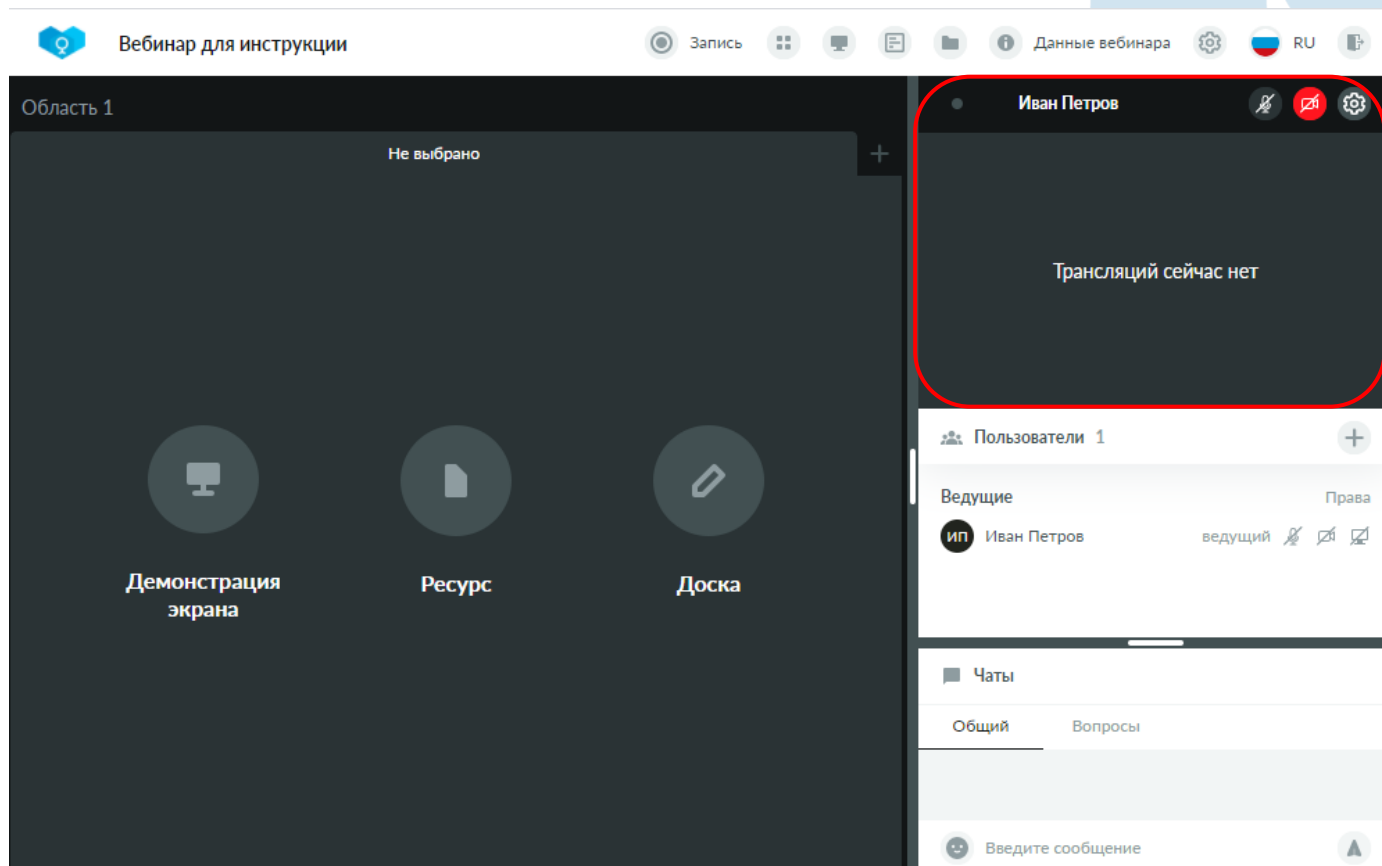 Вебинар для инструкции
Запись
Данные вебинара
RU
Область 1
Не выбрано
Демонстрация
экрана
Ресурс
Доска
Иван Петров
Трансляций сейчас нет
Пользователи 1
Ведущие Права
ИП Иван Петров ведущий
Чаты
Общий Вопросы
Введите сообщение